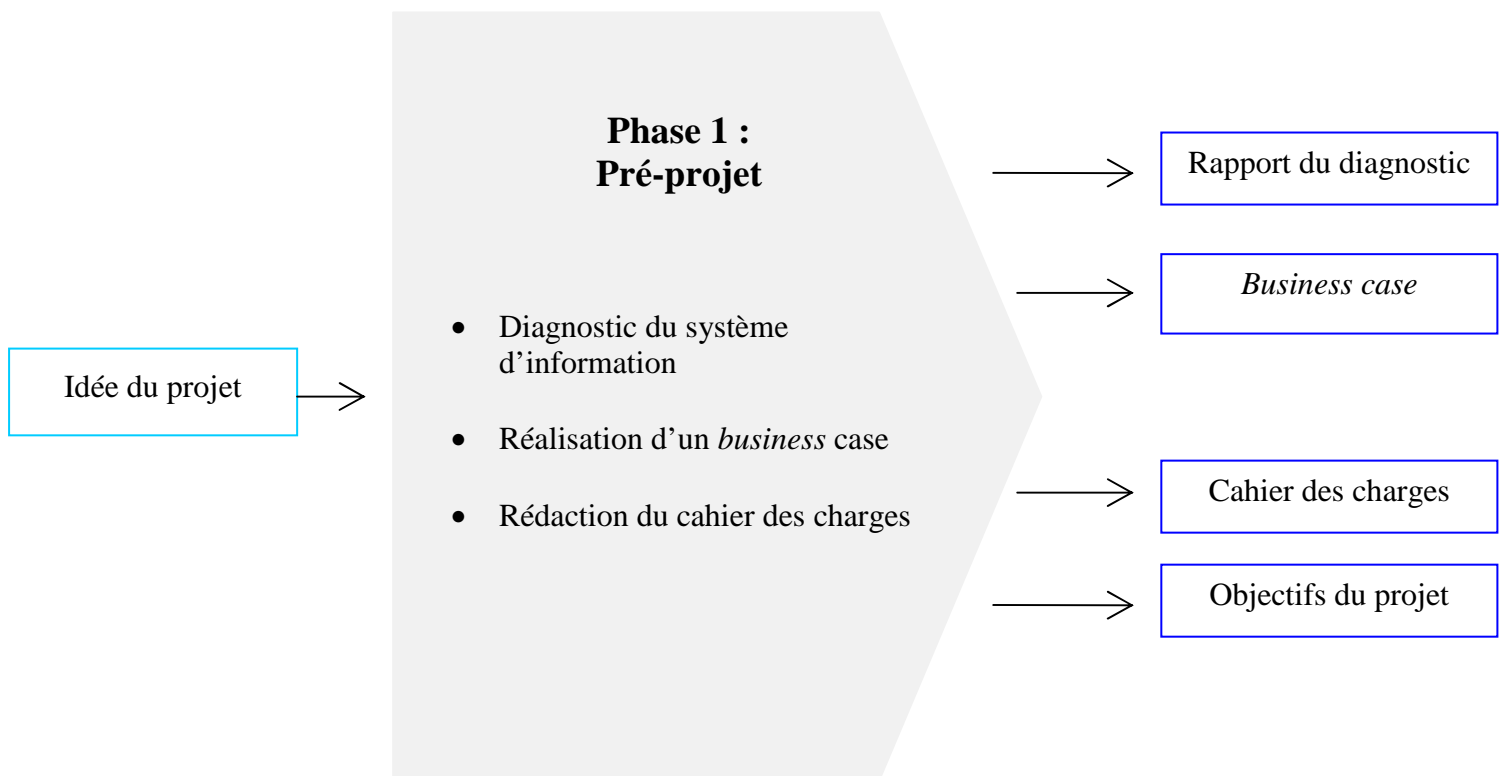 Idée du projet
Phase 1 :
Pré-projet
• Diagnostic du système
d’information
• Réalisation d’un business case
• Rédaction du cahier des charges
Rapport du diagnostic
Business case
Cahier des charges
Objectifs du projet